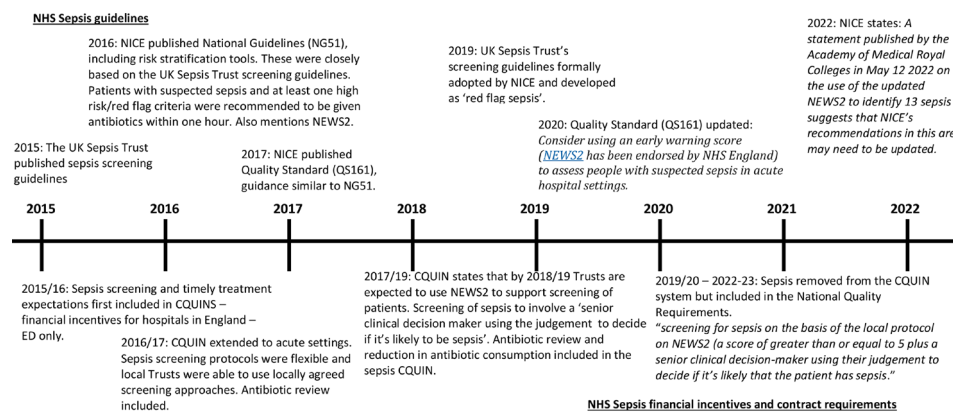 NHS Sepsis guidelines
2016: NICE published National Guidelines (NG51),
including risk stratification tools. These were closely
based on the UK Sepsis Trust screening guidelines.
Patients with suspected sepsis and at least one high
risk/red flag criteria were recommended to be given
antibiotics within one hour. Also mentions NEWS2.
2019: UK Sepsis Trust's
screening guidelines formally
adopted by NICE and developed
as 'red flag sepsis'.
2022: NICE states: A
statement published by the
Academy of Medical Royal
Colleges in May 12 2022 on
the use of the updated
NEWS2 to identify 13 sepsis
suggests that NICE's
recommendations in this are
may need to be updated.
2015: The UK Sepsis Trust
published sepsis screening
guidelines
2017: NICE published
Quality Standard (QS161),
guidance similar to NG51.
2020: Quality Standard (QS161) updated:
Consider using an early warning score
(NEWS2 has been endorsed by NHS England)
to assess people with suspected sepsis in acute
hospital settings.
2015 2016 2017 2018 2019 2020 2021 2022
2015/16: Sepsis screening and timely treatment
expectations first included in CQUINS –
financial incentives for hospitals in England –
ED only.
2016/17: CQUIN extended to acute settings.
Sepsis screening protocols were flexible and
local Trusts were able to use locally agreed
screening approaches. Antibiotic review
included.
2017/19: CQUIN states that by 2018/19 Trusts are
expected to use NEWS2 to support screening of
patients. Screening of sepsis to involve a 'senior
clinical decision maker using the judgement to decide
if it's likely to be sepsis'. Antibiotic review and
reduction in antibiotic consumption included in the
sepsis CQUIN.
2019/20 – 2022-23: Sepsis removed from the CQUIN
system but included in the National Quality
Requirements.
"screening for sepsis on the basis of the local protocol
on NEWS2 (a score of greater than or equal to 5 plus a
senior clinical decision-maker using their judgement to
decide if it's likely that the patient has sepsis."
NHS Sepsis financial incentives and contract requirements